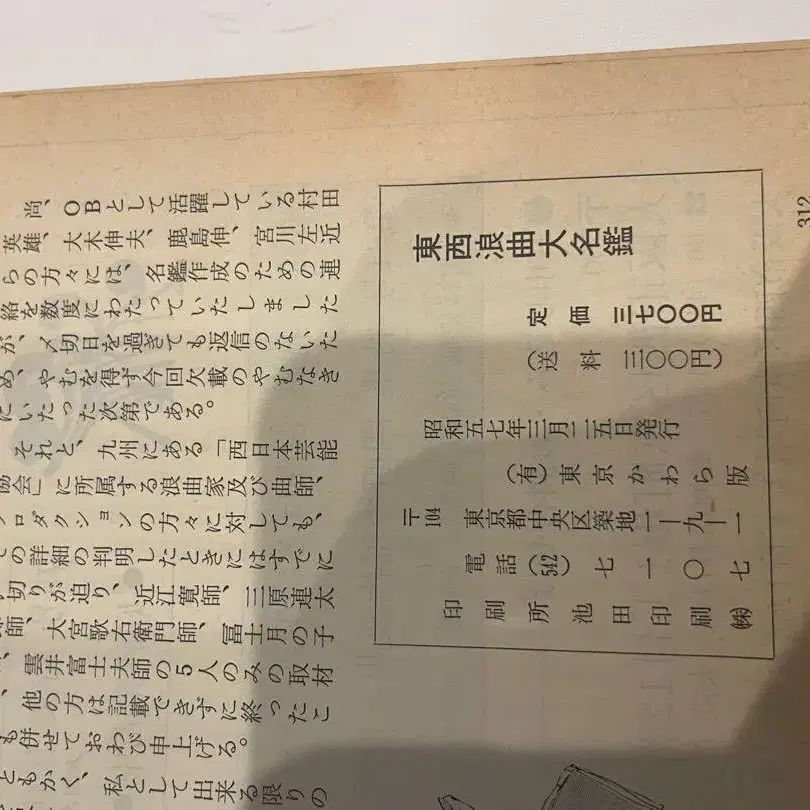 尚、OBとして活躍している村田
英雄、大木伸夫、鹿島伸、宮川左近
らの方々には、名鑑作成のための連
絡を数度にわたっていたしました
が、〆切日を過ぎても返信のないた
め、やむを得ず今回欠載のやむなき
にいたった次第である。
それと、九州にある「西日本芸能
協会」に所属する浪曲家及び曲師、
プロダクションの方々に対しても、
の詳細の判明したときにはすでに
切りが迫り、近江寛師、三原連太
師、大宮歌右衛門師、冨士月の子
、雲井富士夫師の5人のみの取材
、他の方は記載できずに終ったこ
も併せておわび申上げる。
ともかく、私として出来る限りの
東西浪曲大名鑑
定価 三七〇〇円
(送料 三〇〇円)
昭和五七年三月二五日発行
(有)東京かわら版
〒104 東京都中央区築地一―九―一
電話(542)七一〇七
印刷所池田印刷㈱
312